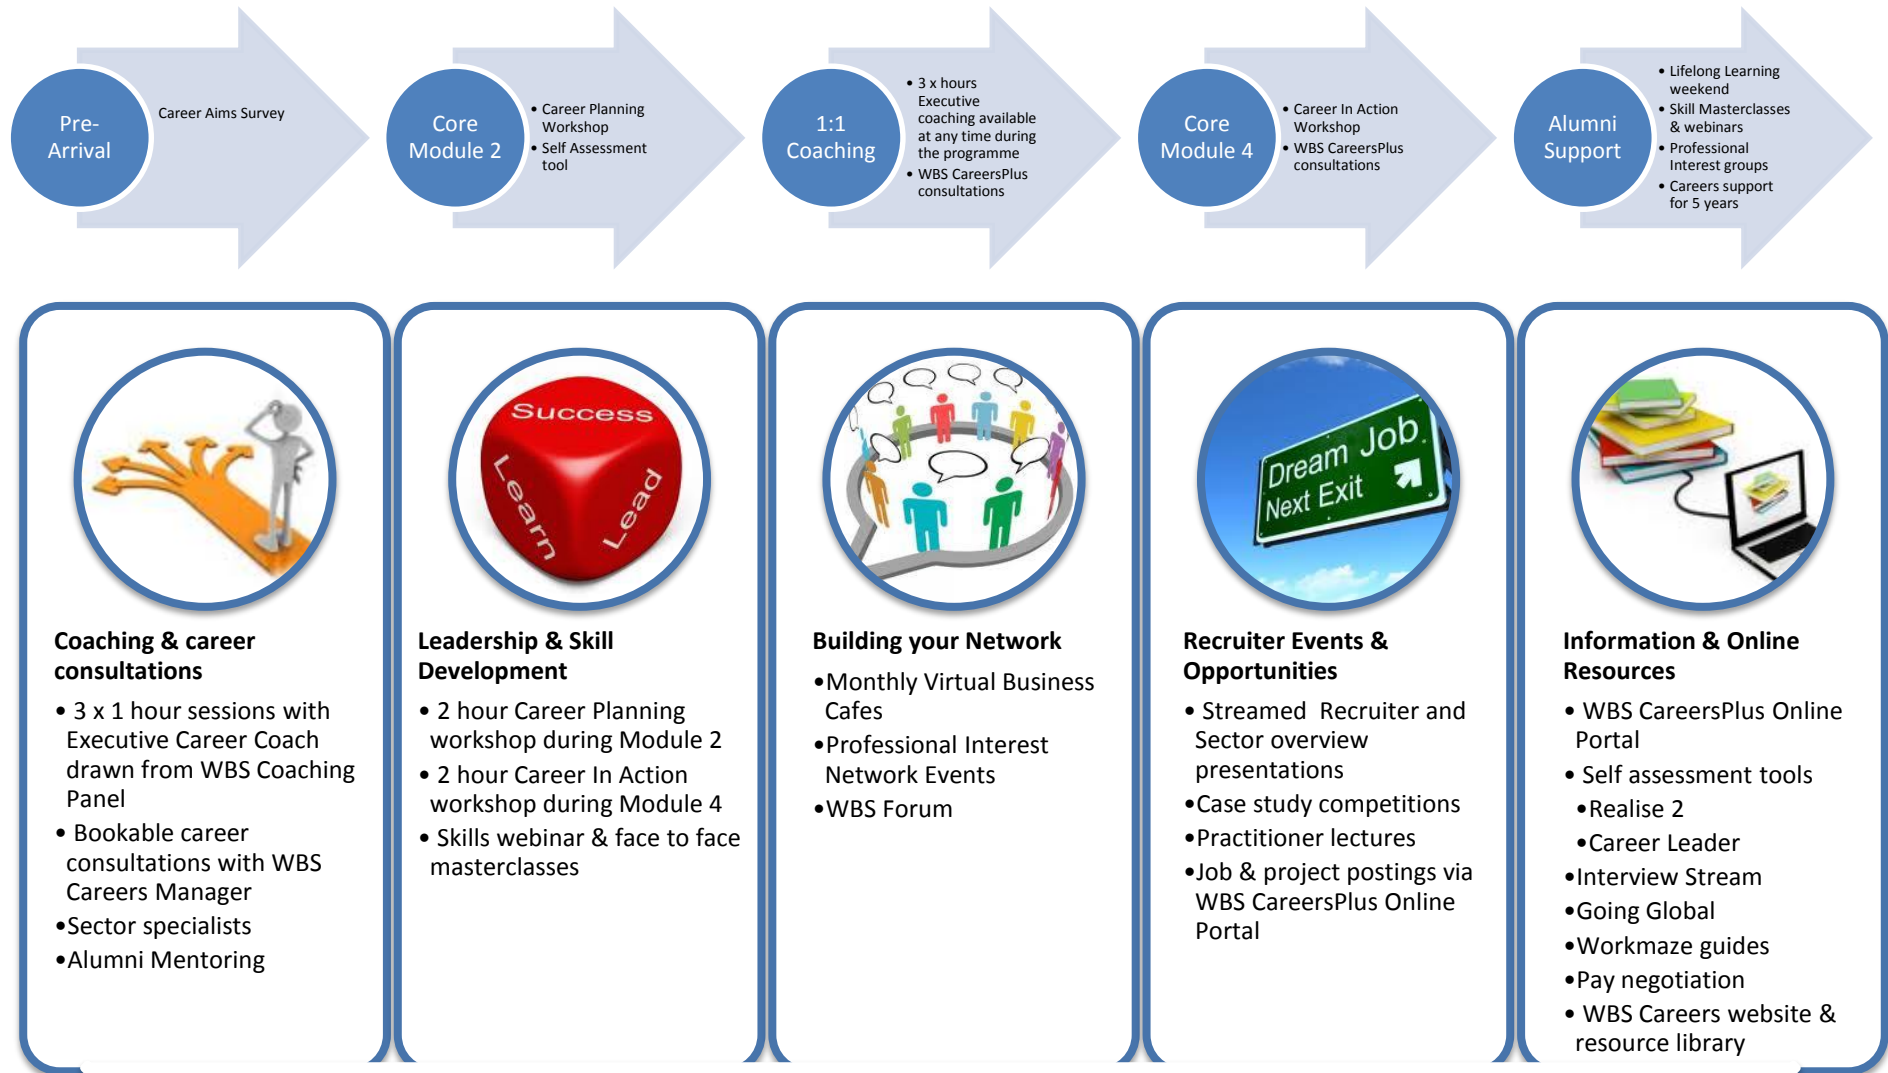 Pre-
Arrival
Career Aims Survey
Core
Module 2
• Career Planning
Workshop
• Self Assessment
tool
1:1
Coaching
• 3 x hours
Executive
coaching available
at any time during
the programme
• WBS CareersPlus
consultations
Core
Module 4
• Career In Action
Workshop
• WBS CareersPlus
consultations
Alumni
Support
• Lifelong Learning
weekend
• Skill Masterclasses
& webinars
• Professional
Interest groups
• Careers support
for 5 years
Coaching & career
consultations
• 3 x 1 hour sessions with
Executive Career Coach
drawn from WBS Coaching
Panel
• Bookable career
consultations with WBS
Careers Manager
•Sector specialists
•Alumni Mentoring
Success
Learn
Lead
Leadership & Skill
Development
• 2 hour Career Planning
workshop during Module 2
• 2 hour Career In Action
workshop during Module 4
• Skills webinar & face to face
masterclasses
Building your Network
•Monthly Virtual Business
Cafes
•Professional Interest
Network Events
•WBS Forum
Dream Job
Next Exit
Recruiter Events &
Opportunities
• Streamed Recruiter and
Sector overview
presentations
•Case study competitions
•Practitioner lectures
•Job & project postings via
WBS CareersPlus Online
Portal
Information & Online
Resources
• WBS CareersPlus Online
Portal
• Self assessment tools
•Realise 2
•Career Leader
•Interview Stream
•Going Global
•Workmaze guides
•Pay negotiation
• WBS Careers website &
resource library